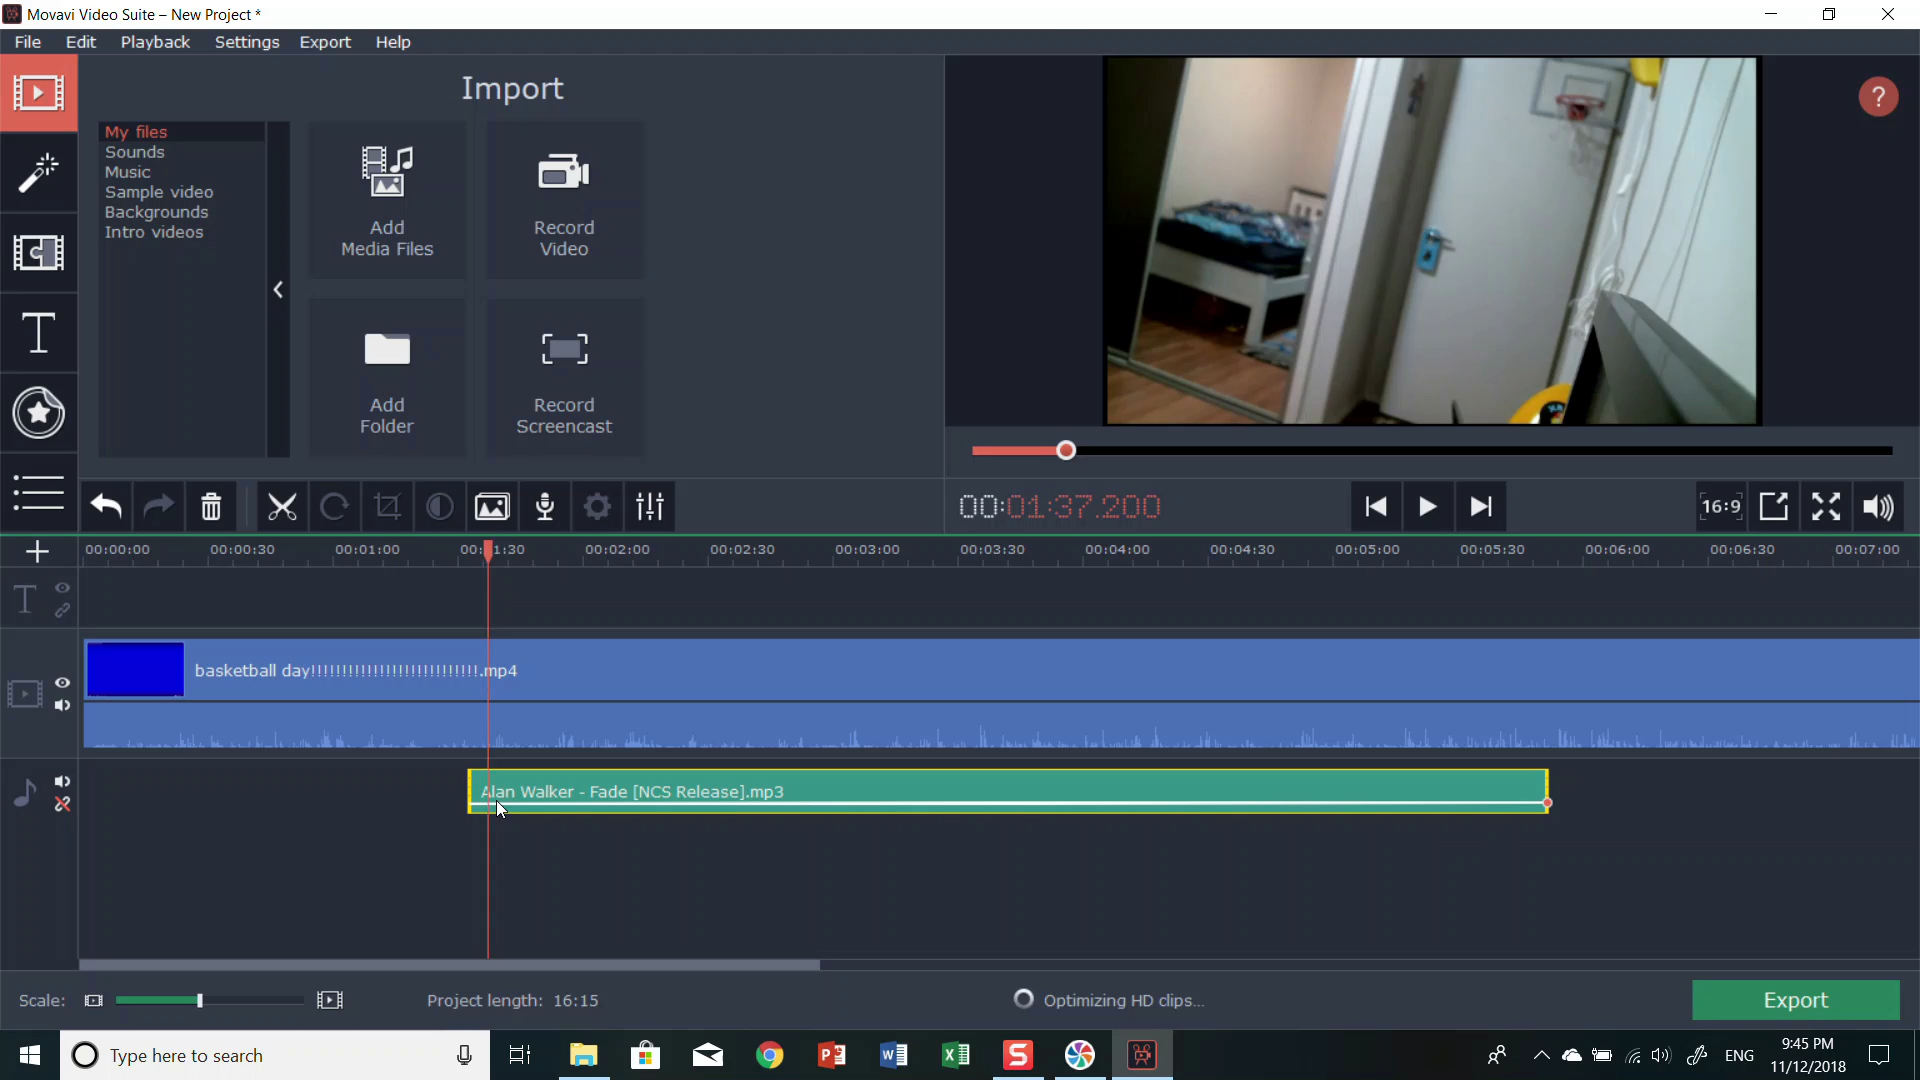 Movavi Video Suite – New Project *
File Edit Playback Settings Export Help
Import
My files
Sounds
Music
Sample video
Backgrounds
Intro videos
Add
Media Files
Record
Video
Add
Folder
Record
Screencast
?
00:01:37.200
16:9
00:00:00 00:00:30 00:01:00 00:01:30 00:02:00 00:02:30 00:03:00 00:03:30 00:04:00 00:04:30 00:05:00 00:05:30 00:06:00 00:06:30 00:07:00
basketball day!!!!!!!!!!!!!!!!!!!!!!!!!!!!.mp4
Alan Walker - Fade [NCS Release].mp3
Scale:
Project length: 16:15
Optimizing HD clips...
Export
Type here to search
ENG
9:45 PM
11/12/2018